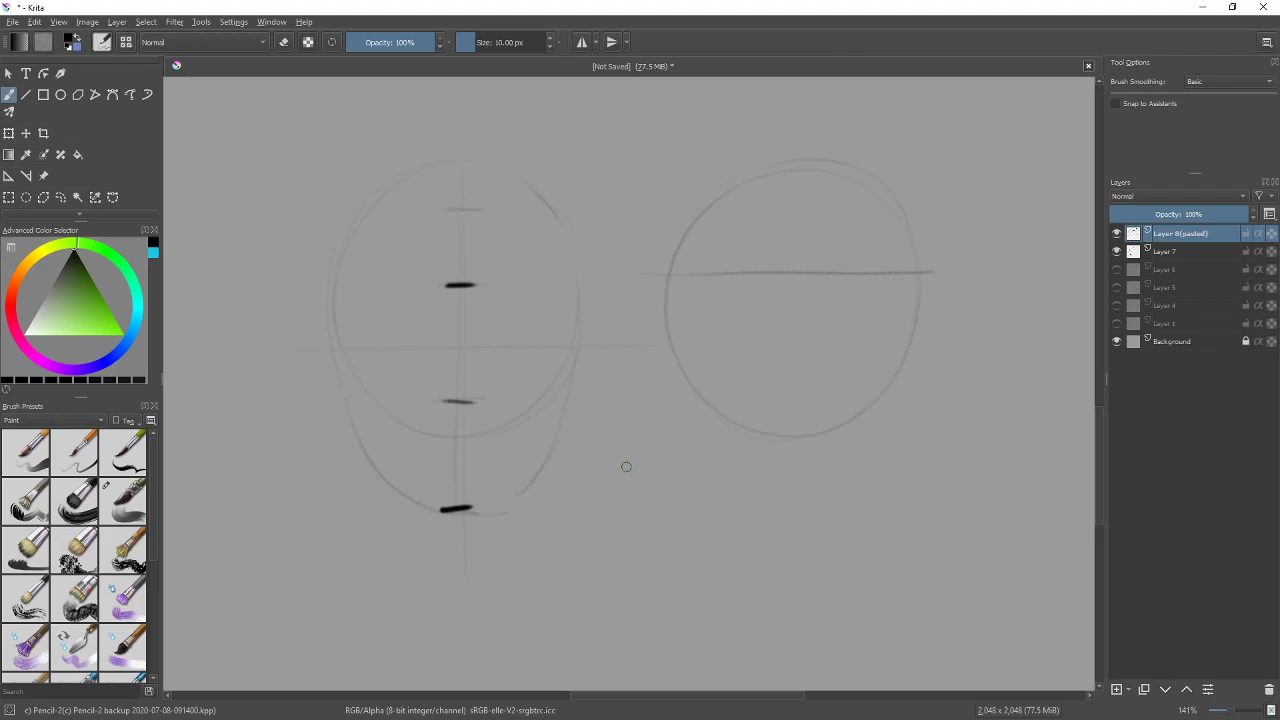 * - Krita
File Edit View Image Layer Select Filter Tools Settings Window Help
Normal Opacity: 100% Size: 10.00 px
[Not Saved] (77.5 MiB) *
Tool Options
Brush Smoothing: Basic
Snap to Assistants
Layers
Normal
Opacity: 100%
Layer 8(pasted)
Layer 7
Layer 6
Layer 5
Layer 4
Layer 1
Background
Advanced Color Selector
Brush Presets
Paint Tag
Search
c) Pencil-2(c) Pencil-2 backup 2020-07-08-091400.kpp) RGB/Alpha (8-bit integer/channel) sRGB-elle-V2-srgbtrc.icc 2,048 x 2,048 (77.5 MiB) 141%